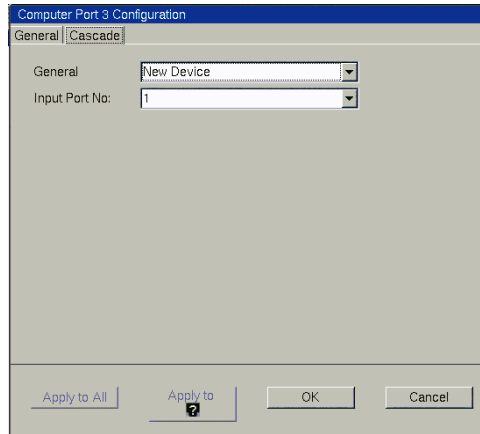 Computer Port 3 Configuration
General Cascade
General New Device
Input Port No: 1
Apply to All Apply to ? OK Cancel